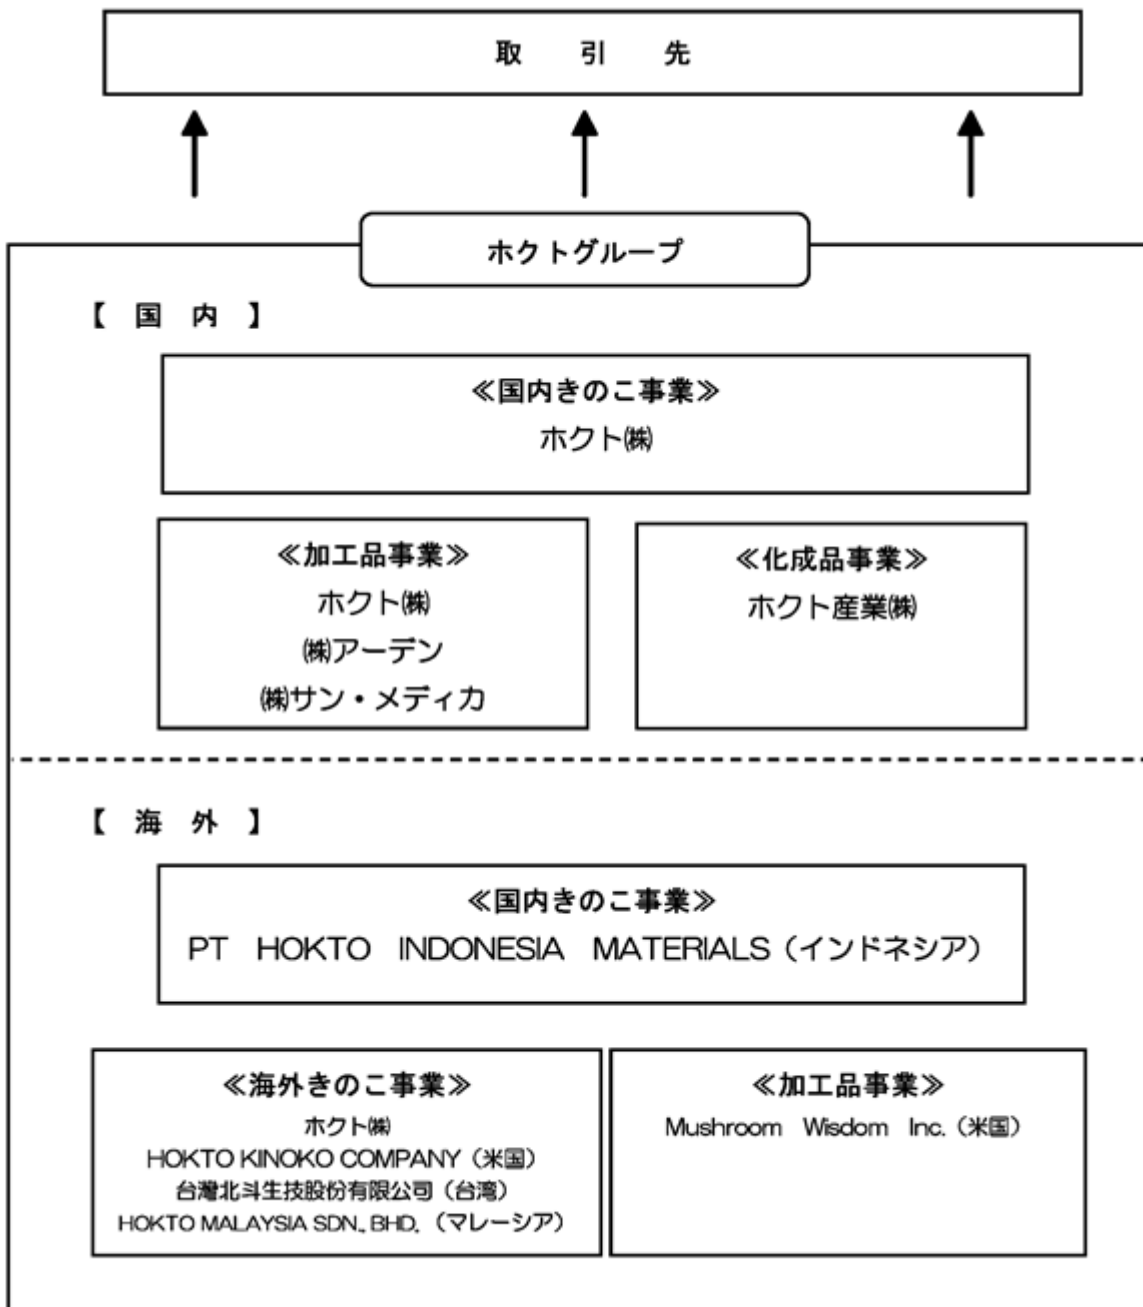 取 引 先
ホクトグループ
【 国 内 】
≪国内きのこ事業≫
ホクト㈱
≪加工品事業≫
ホクト㈱
㈱アーデン
㈱サン・メディカ
≪化成品事業≫
ホクト産業㈱
【 海 外 】
≪国内きのこ事業≫
PT HOKTO INDONESIA MATERIALS（インドネシア）
≪海外きのこ事業≫
ホクト㈱
HOKTO KINOKO COMPANY（米国）
台灣北斗生技股份有限公司（台湾）
HOKTO MALAYSIA SDN. BHD.（マレーシア）
≪加工品事業≫
Mushroom Wisdom Inc.（米国）